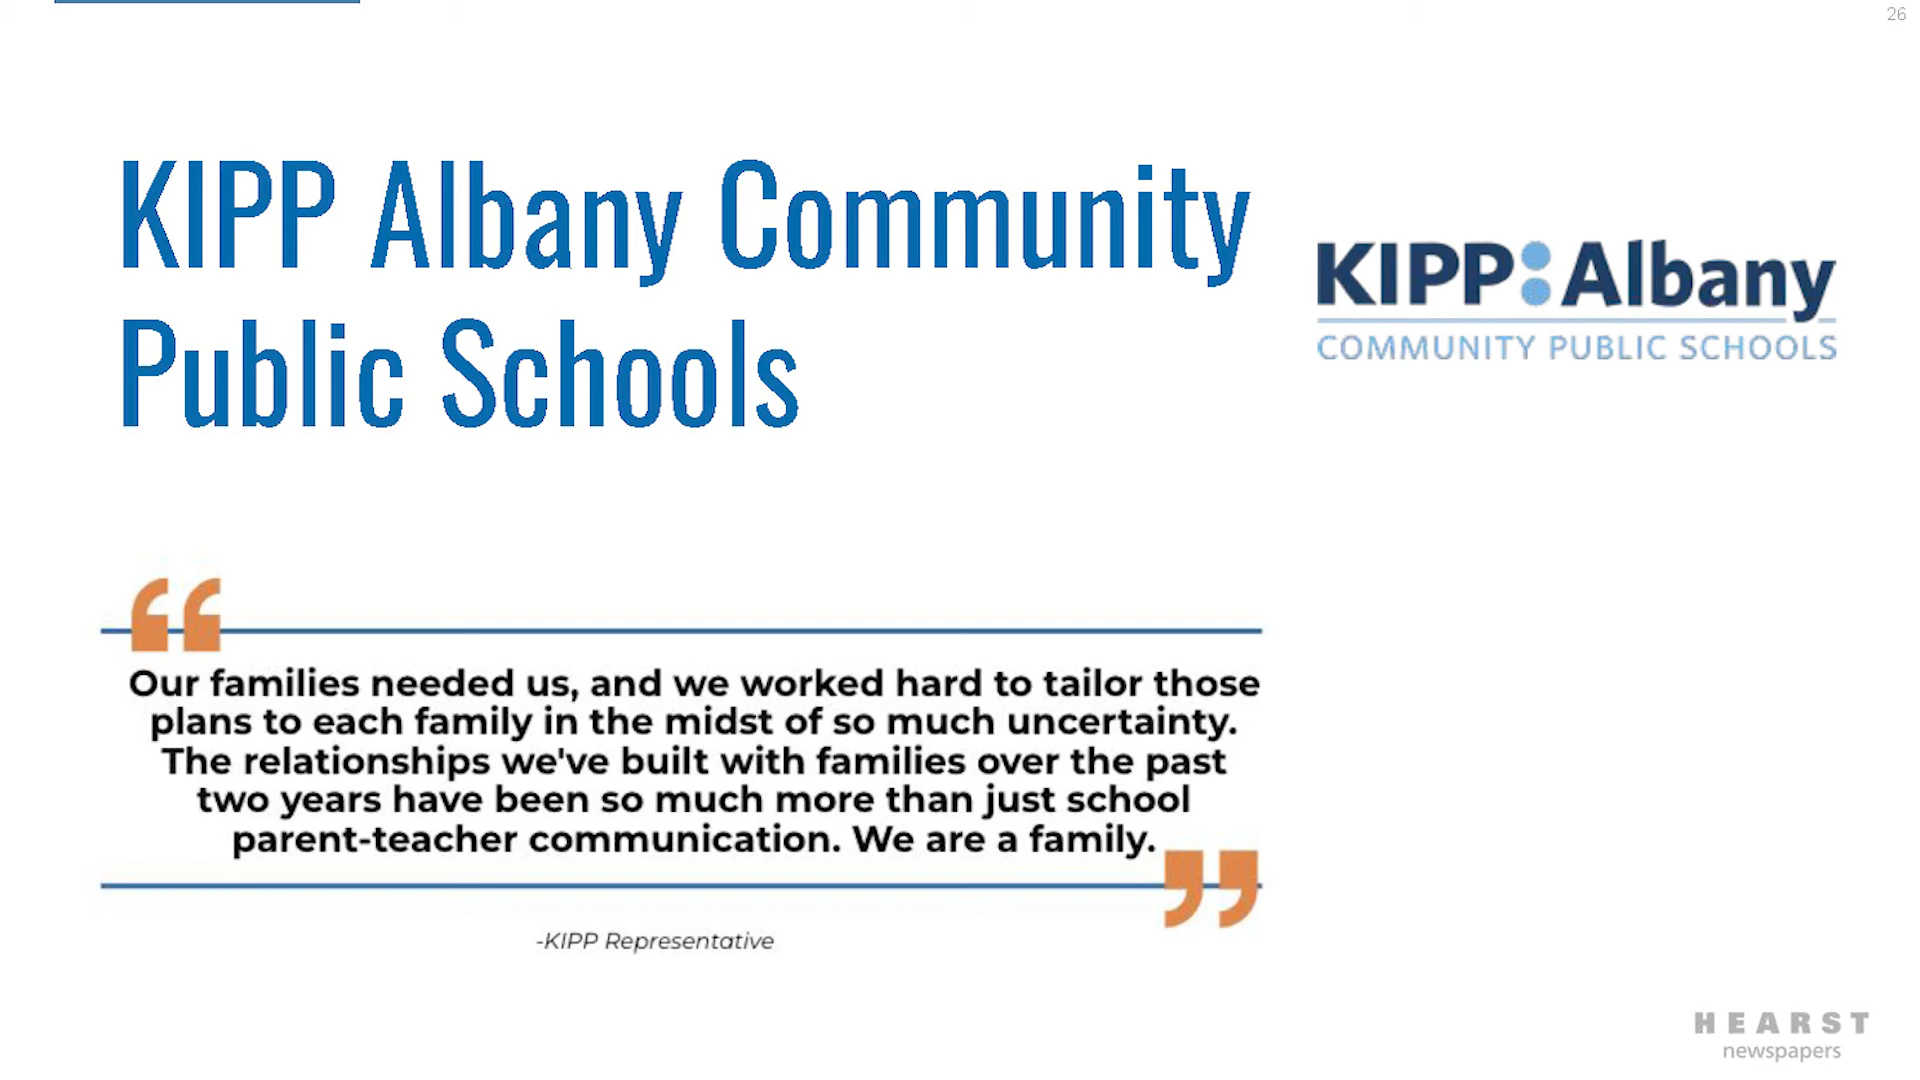 26
KIPP Albany Community
Public Schools
KIPP:Albany
COMMUNITY PUBLIC SCHOOLS
“
Our families needed us, and we worked hard to tailor those
plans to each family in the midst of so much uncertainty.
The relationships we've built with families over the past
two years have been so much more than just school
parent-teacher communication. We are a family.
”
-KIPP Representative
HEARST
newspapers